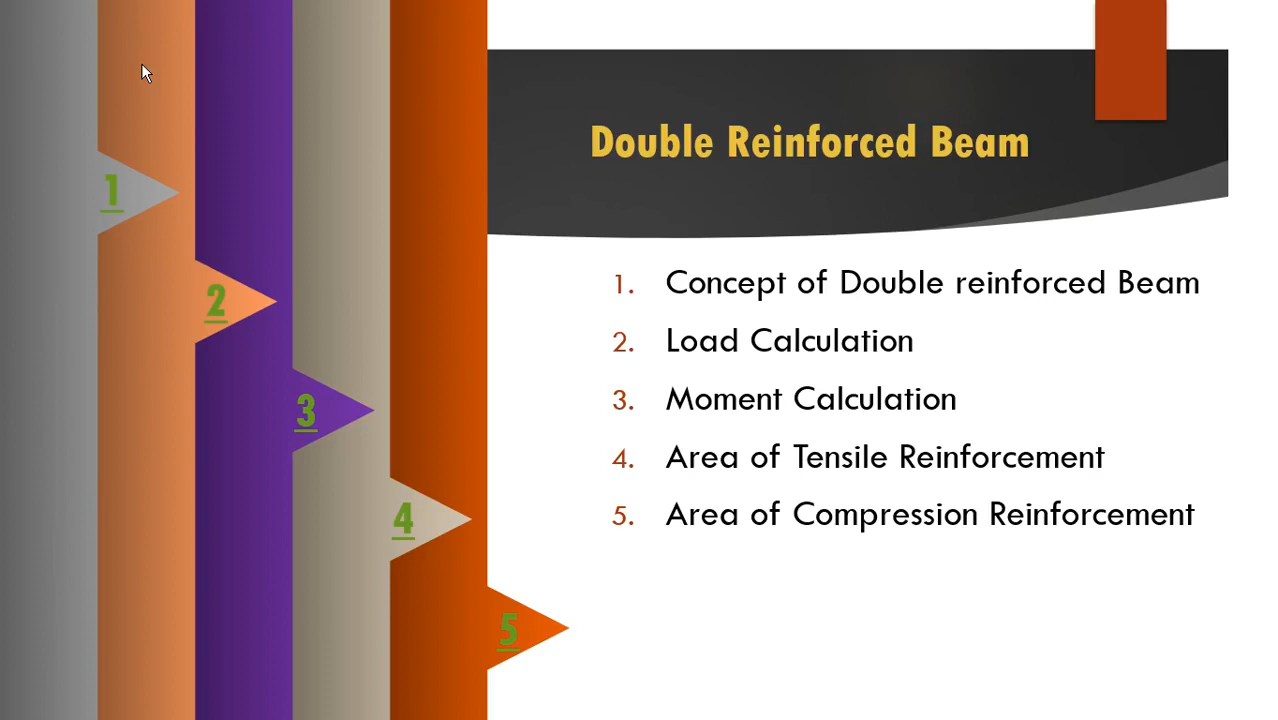 Double Reinforced Beam
1
2
3
4
5
1. Concept of Double reinforced Beam
2. Load Calculation
3. Moment Calculation
4. Area of Tensile Reinforcement
5. Area of Compression Reinforcement